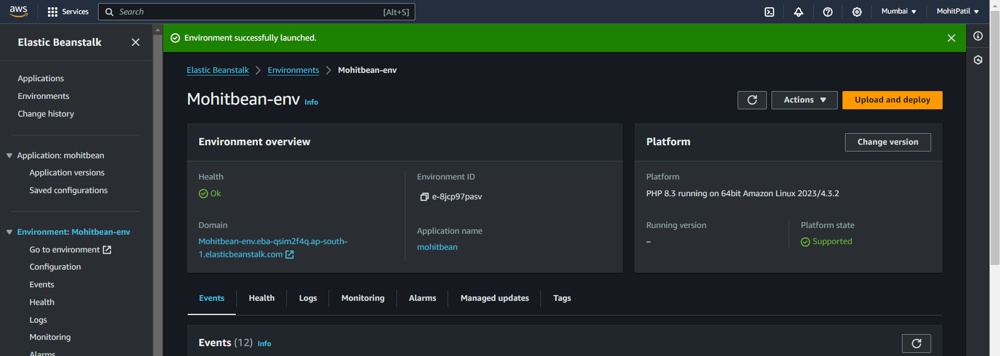 aws
Services
Search
[Alt+S]
Mumbai
MohitPatil
Elastic Beanstalk
Applications
Environments
Change history
Application: mohitbean
Application versions
Saved configurations
Environment: Mohitbean-env
Go to environment
Configuration
Events
Health
Logs
Monitoring
Alarms
Environment successfully launched.
Elastic Beanstalk > Environments > Mohitbean-env
Mohitbean-env Info
Actions
Upload and deploy
Environment overview
Health
Ok
Domain
Mohitbean-env.eba-qsim2f4q.ap-south-
1.elasticbeanstalk.com
Environment ID
e-8jcp97pasv
Application name
mohitbean
Platform
Change version
Platform
PHP 8.3 running on 64bit Amazon Linux 2023/4.3.2
Running version
–
Platform state
Supported
Events Health Logs Monitoring Alarms Managed updates Tags
Events (12) Info